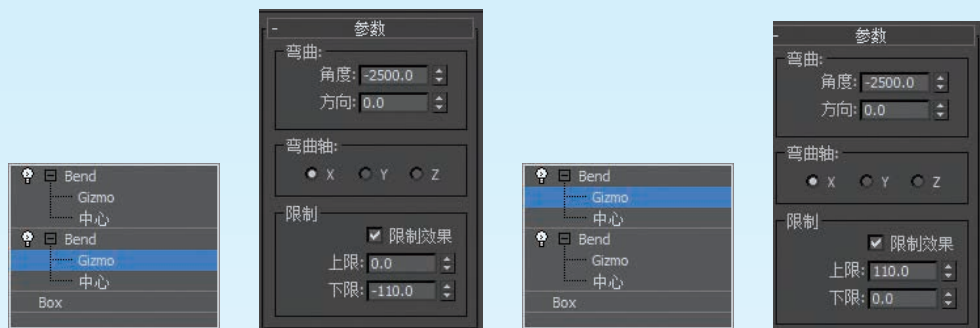 Bend
Gizmo
中心
Bend
Gizmo
中心
Box
- 参数
弯曲:
角度: -2500.0
方向: 0.0
弯曲轴:
X Y Z
限制
限制效果
上限: 0.0
下限: -110.0
Bend
Gizmo
中心
Bend
Gizmo
中心
Box
- 参数
弯曲:
角度: -2500.0
方向: 0.0
弯曲轴:
X Y Z
限制
限制效果
上限: 110.0
下限: 0.0